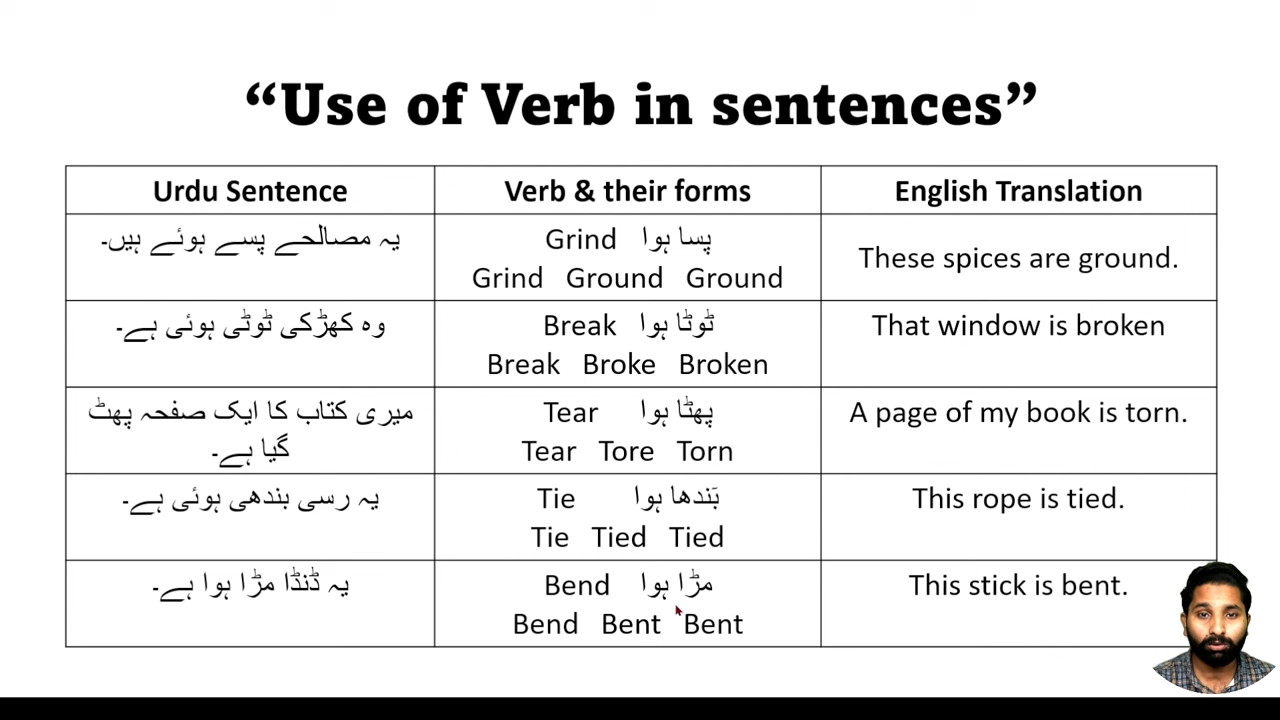 “Use of Verb in sentences”
Urdu Sentence
Verb & their forms
English Translation
یہ مصالحے پسے ہوئے ہیں۔
Grind پسا ہوا
Grind Ground Ground
These spices are ground.
وہ کھڑکی ٹوٹی ہوئی ہے۔
Break ٹوٹا ہوا
Break Broke Broken
That window is broken
میری کتاب کا ایک صفحہ پھٹ
گیا ہے۔
Tear پھٹا ہوا
Tear Tore Torn
A page of my book is torn.
یہ رسی بندھی ہوئی ہے۔
Tie بَندھا ہوا
Tie Tied Tied
This rope is tied.
یہ ڈنڈا مڑا ہوا ہے۔
Bend مڑا ہوا
Bend Bent Bent
This stick is bent.